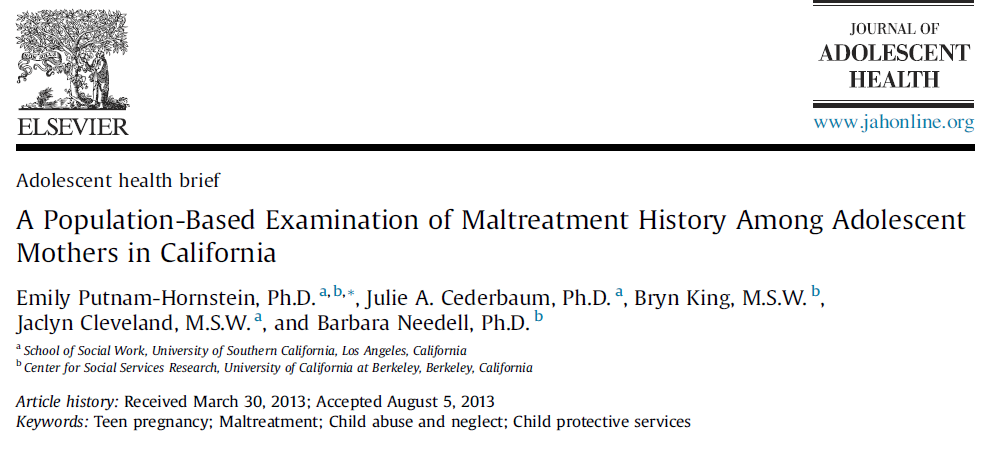 ELSEVIER
JOURNAL OF
ADOLESCENT
HEALTH
www.jahonline.org
Adolescent health brief
A Population-Based Examination of Maltreatment History Among Adolescent
Mothers in California
Emily Putnam-Hornstein, Ph.D. a,b,*, Julie A. Cederbaum, Ph.D. a, Bryn King, M.S.W. b,
Jaclyn Cleveland, M.S.W. a, and Barbara Needell, Ph.D. b
a School of Social Work, University of Southern California, Los Angeles, California
b Center for Social Services Research, University of California at Berkeley, Berkeley, California
Article history: Received March 30, 2013; Accepted August 5, 2013
Keywords: Teen pregnancy; Maltreatment; Child abuse and neglect; Child protective services